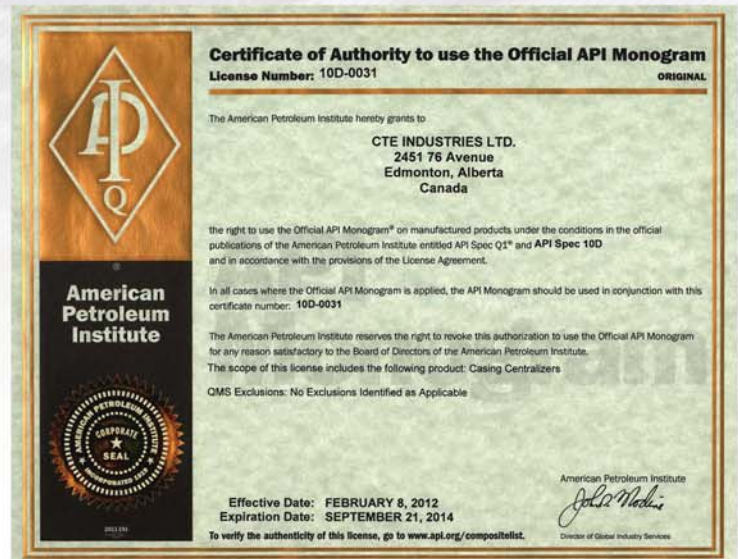 Certificate of Authority to use the Official API Monogram
License Number: 10D-0031
ORIGINAL
The American Petroleum Institute hereby grants to
CTE INDUSTRIES LTD.
2451 76 Avenue
Edmonton, Alberta
Canada
the right to use the Official API Monogram® on manufactured products under the conditions in the official
publications of the American Petroleum Institute entitled API Spec Q1® and API Spec 10D
and in accordance with the provisions of the License Agreement.
In all cases where the Official API Monogram is applied, the API Monogram should be used in conjunction with this
certificate number: 10D-0031
The American Petroleum Institute reserves the right to revoke this authorization to use the Official API Monogram
for any reason satisfactory to the Board of Directors of the American Petroleum Institute.
The scope of this license includes the following product: Casing Centralizers
QMS Exclusions: No Exclusions Identified as Applicable
API
Q
American
Petroleum
Institute
AMERICAN PETROLEUM INSTITUTE
CORPORATE
SEAL
INCORPORATED 1919
Effective Date: FEBRUARY 8, 2012
Expiration Date: SEPTEMBER 21, 2014
To verify the authenticity of this license, go to www.api.org/compositelist.
American Petroleum Institute
Director of Global Industry Services